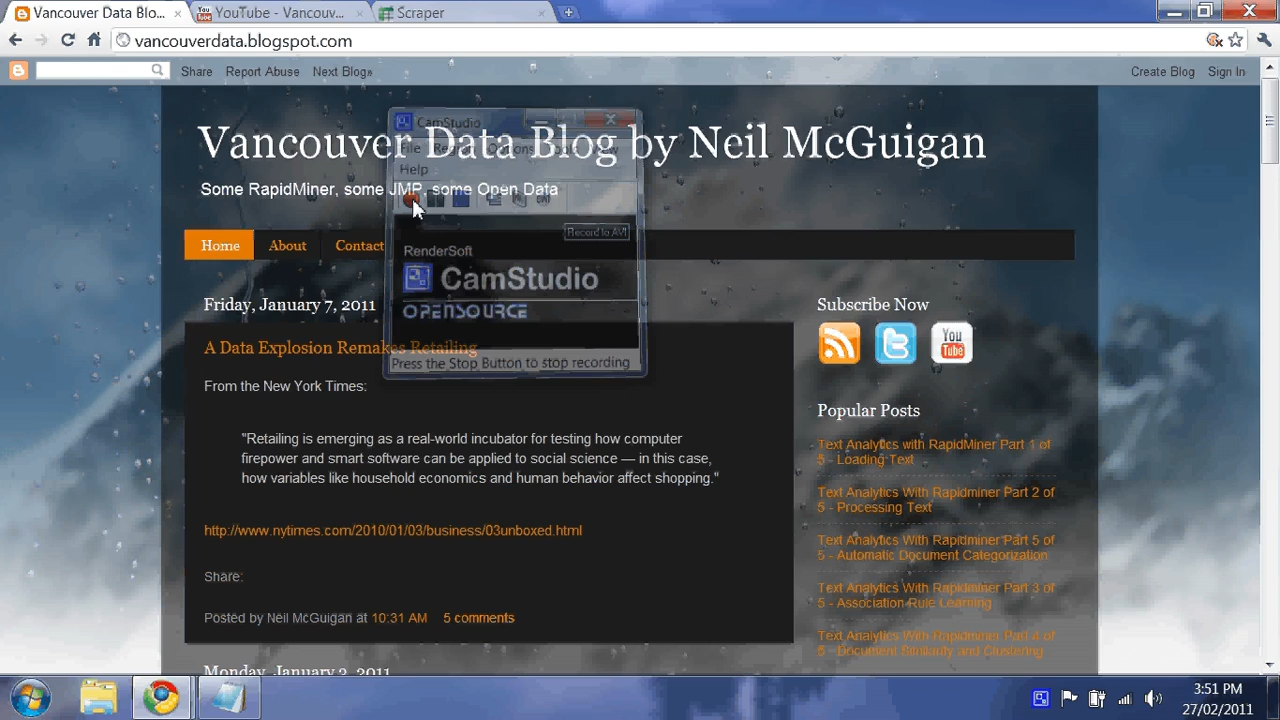 Vancouver Data Blo...
YouTube - Vancouv...
Scraper
vancouverdata.blogspot.com
Share
Report Abuse
Next Blog»
Create Blog
Sign In
CamStudio
Vancouver Data Blog by Neil McGuigan
File
Options
Help
Some RapidMiner, some JMP, some Open Data
Record to AVI
Home
About
Contact
RenderSoft
CamStudio
OPENSOURCE
Press the Stop Button to stop recording
Friday, January 7, 2011
A Data Explosion Remakes Retailing
From the New York Times:
"Retailing is emerging as a real-world incubator for testing how computer
firepower and smart software can be applied to social science — in this case,
how variables like household economics and human behavior affect shopping."
http://www.nytimes.com/2010/01/03/business/03unboxed.html
Share:
Posted by Neil McGuigan at 10:31 AM
5 comments
Subscribe Now
You
Tube
Popular Posts
Text Analytics with RapidMiner Part 1 of
5 - Loading Text
Text Analytics With Rapidminer Part 2 of
5 - Processing Text
Text Analytics With Rapidminer Part 5 of
5 - Automatic Document Categorization
Text Analytics With Rapidminer Part 3 of
5 - Association Rule Learning
Text Analytics With Rapidminer Part 4 of
5 - Document Similarity and Clustering
3:51 PM
27/02/2011